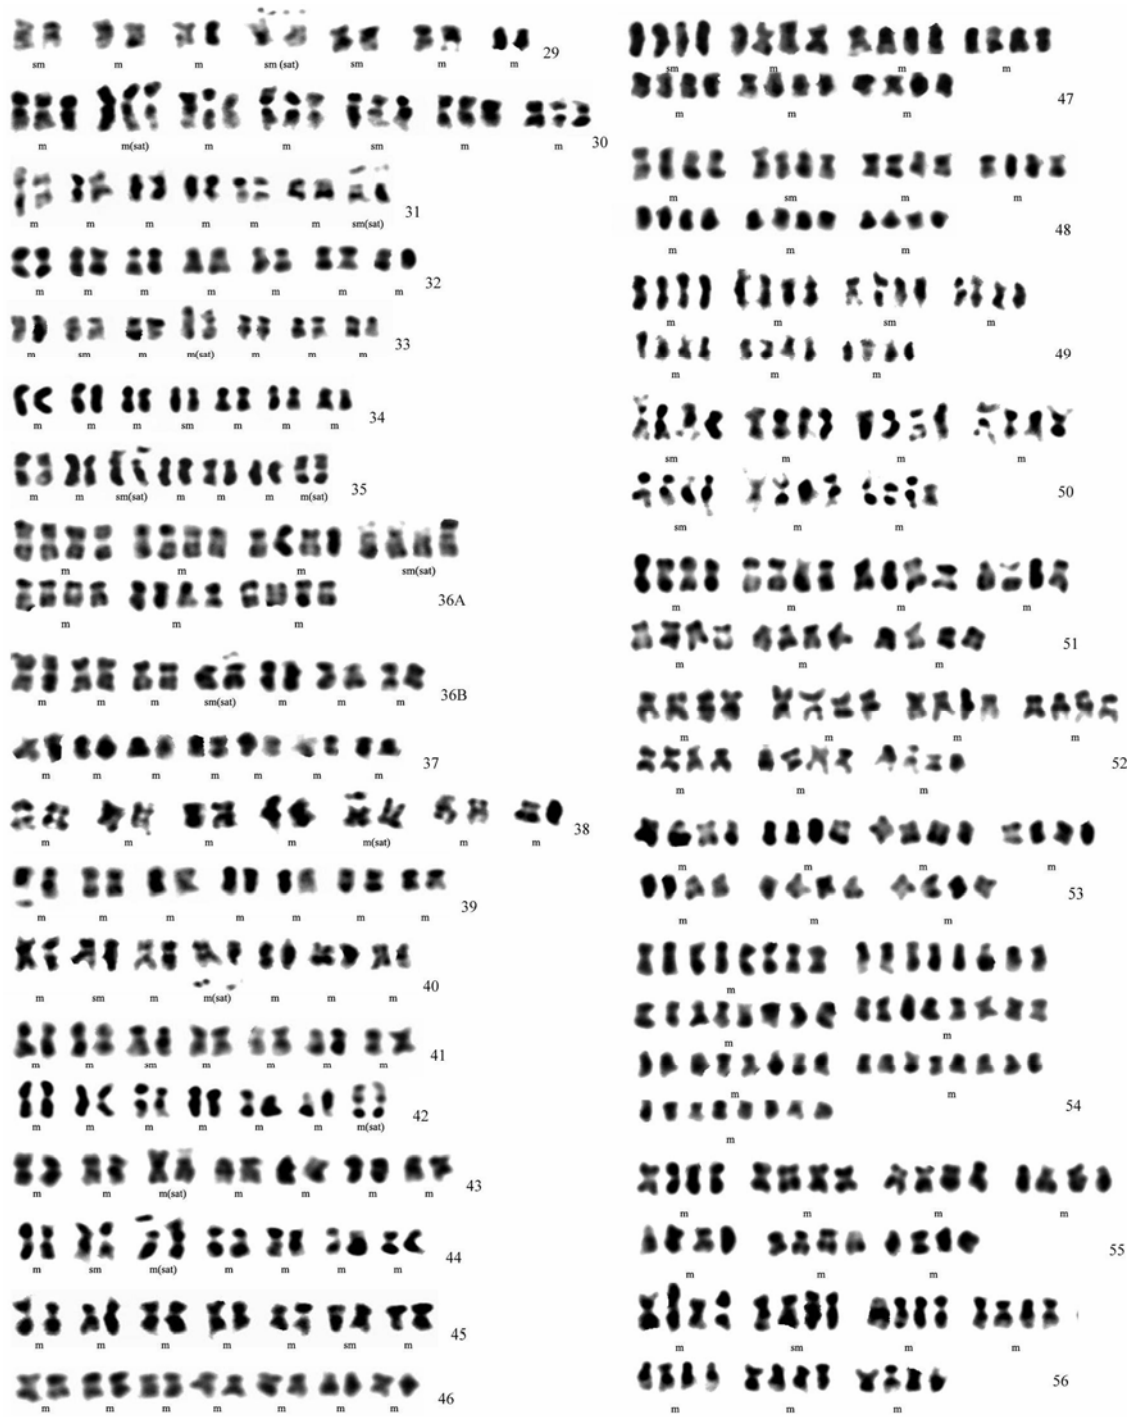 sm m m sm (sat) sm m m 29
m m(sat) m m sm m m 30
m m m m m m sm(sat) 31
m m m m m m m 32
m sm m m(sat) m m m 33
m m m sm m m m 34
m m sm(sat) m m m m(sat) 35
m m m sm(sat)
m m m 36A
m m m sm(sat) m m m 36B
m m m m m m m 37
m m m m m(sat) m m 38
m m m m m m m 39
m sm m m(sat) m m m 40
m m sm m m m m 41
m m m m m m m(sat) 42
m m m(sat) m m m m 43
m sm m(sat) m m m m 44
m m m m m sm m 45
m m m m m m m 46
sm m m m
m m m 47
m sm m m
m m m 48
m m sm m
m m m 49
sm m m m
sm m m 50
m m m m
m m m 51
m m m m
m m m 52
m m m m
m m m 53
m
m m
m m 54
m
m m m m
m m m 55
m sm m m
m m m 56